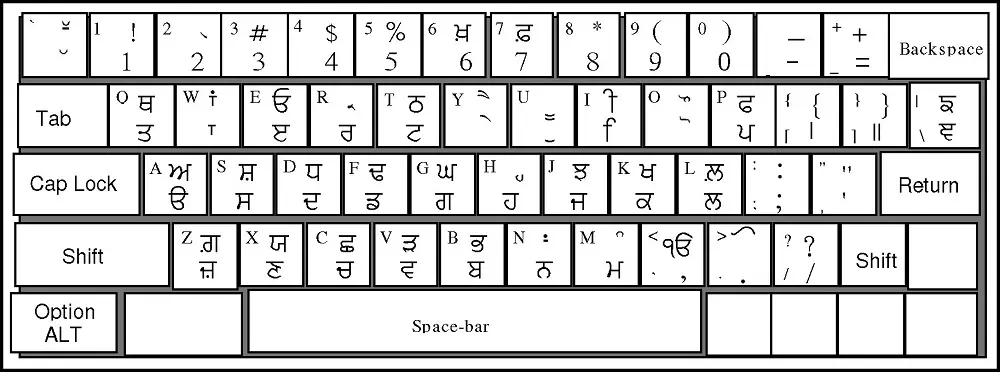 ` 1 ! 2 3 # 4 $ 5 % 6 ਖ਼ 7 ਫ਼ 8 * 9 ( 0 ) — + + Backspace
1 2 3 4 5 6 7 8 9 0 - _ =
Tab Q ਥ W E ਓ R T ਠ Y U I ੀ O P ਫ { { } } | ਙ
ਤ ਏ ਰ ਟ ਿ ਪ [ । ] ॥ \ ਞ
Cap Lock A ਅ S ਸ਼ D ਧ F ਢ G ਘ H J ਝ K ਖ L ਲ਼ : : " " Return
ੳ ਸ ਦ ਡ ਗ ਹ ਜ ਕ ਲ ; ; ' '
Shift Z ਗ਼ X ਯ C ਛ V ੜ B ਭ N M < ੴ > ? ? Shift
ਜ਼ ਣ ਚ ਵ ਬ ਨ ਮ , . / /
Option
ALT Space-bar